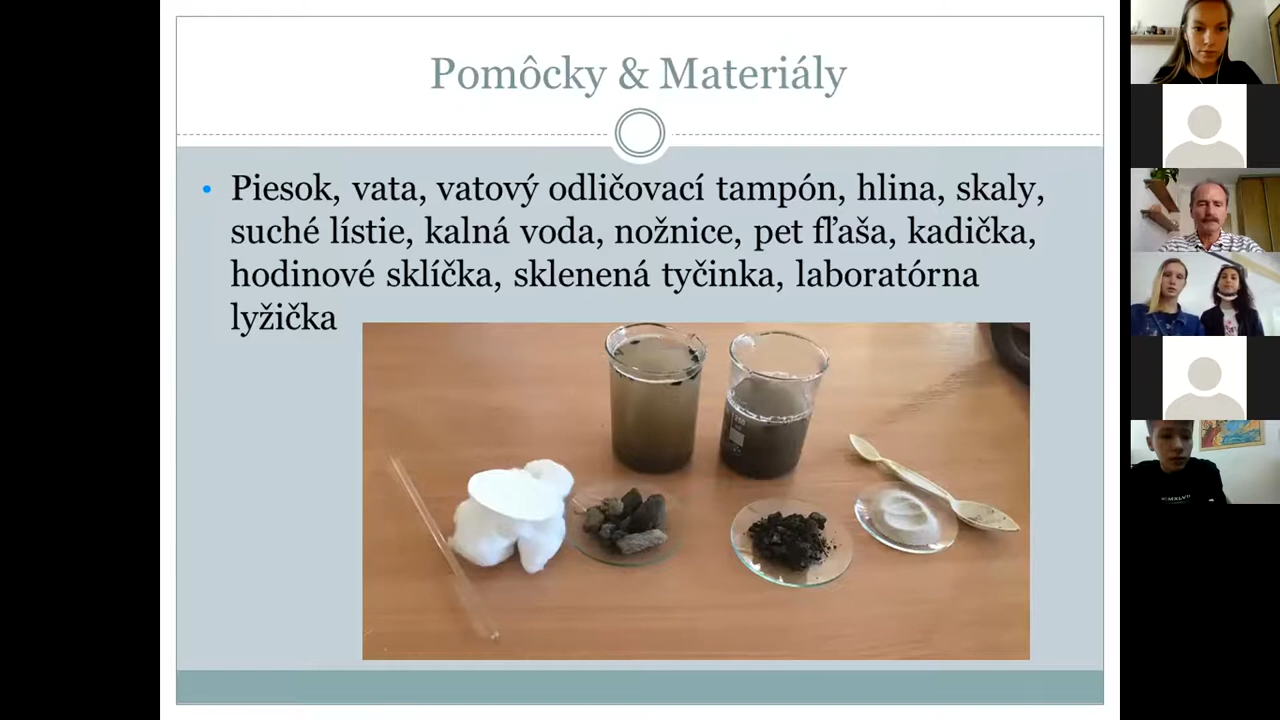 Pomôcky & Materiály
• Piesok, vata, vatový odličovací tampón, hlina, skaly,
suché lístie, kalná voda, nožnice, pet fľaša, kadička,
hodinové sklíčka, sklenená tyčinka, laboratórna
lyžička